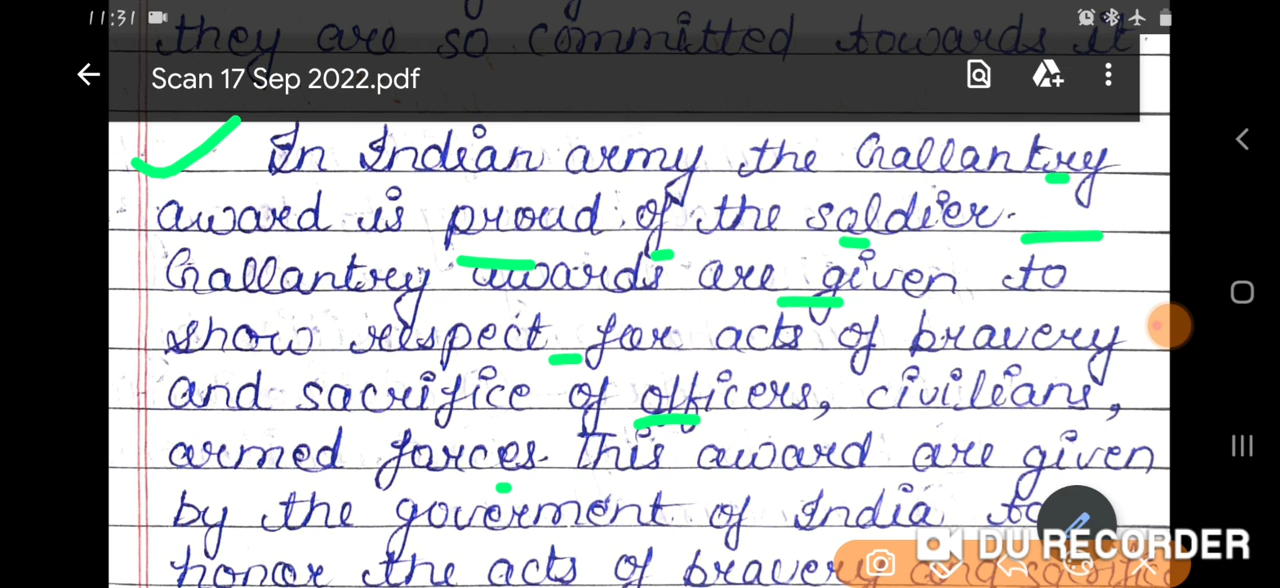 11:31
they are so committed towards it
Scan 17 Sep 2022.pdf
In Indian army the Gallantry
award is proud of the soldier.
Gallantry awards are given to
show respect for acts of bravery
and sacrifice of officers, civilians,
armed forces. This award are given
by the goverment of India to
honor the acts of bravery and
DU RECORDER